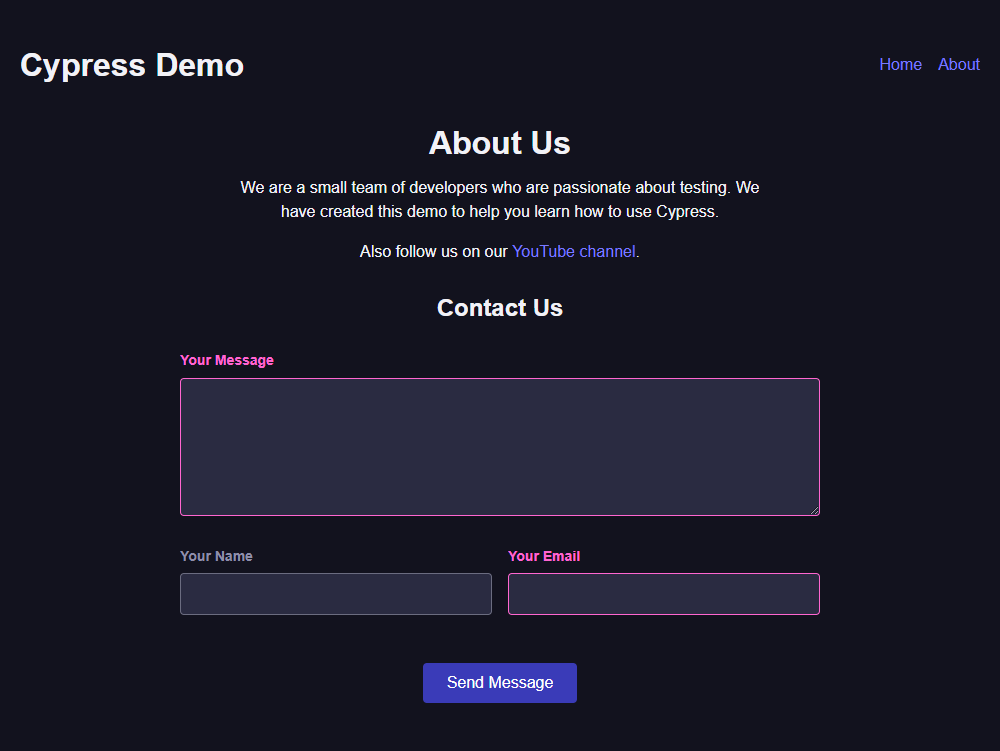 Cypress Demo
Home About
About Us
We are a small team of developers who are passionate about testing. We
have created this demo to help you learn how to use Cypress.
Also follow us on our YouTube channel.
Contact Us
Your Message
Your Name Your Email
Send Message